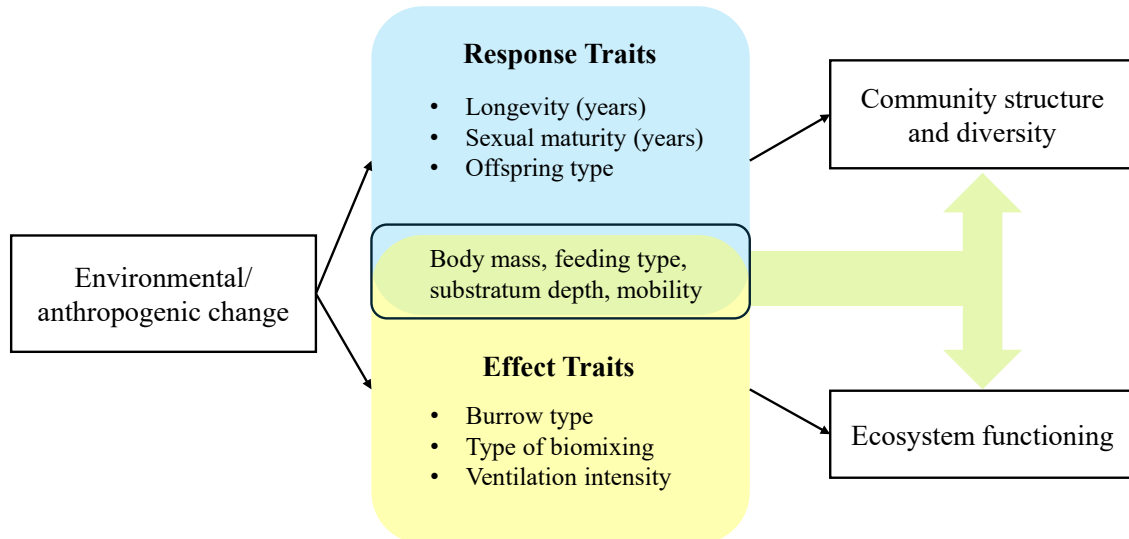 Environmental/
anthropogenic change
Response Traits
• Longevity (years)
• Sexual maturity (years)
• Offspring type
Body mass, feeding type,
substratum depth, mobility
Effect Traits
• Burrow type
• Type of biomixing
• Ventilation intensity
Community structure
and diversity
Ecosystem functioning